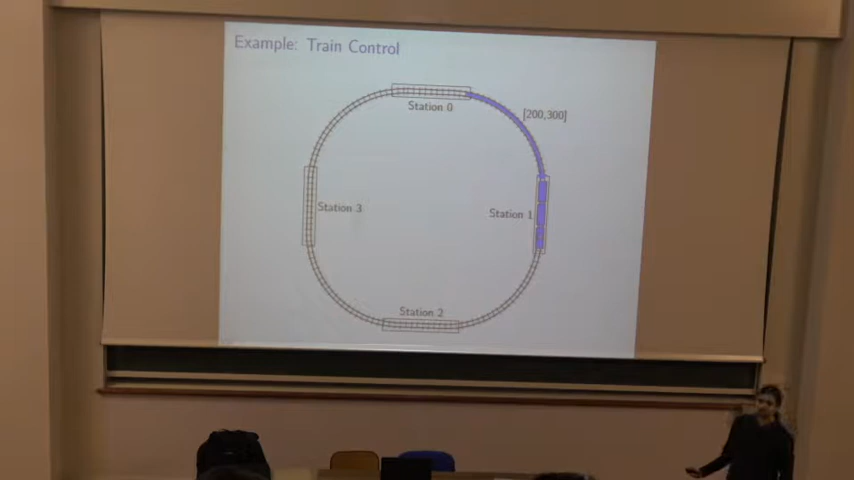 Example: Train Control
Station 0
[200,300]
Station 3
Station 1
Station 2